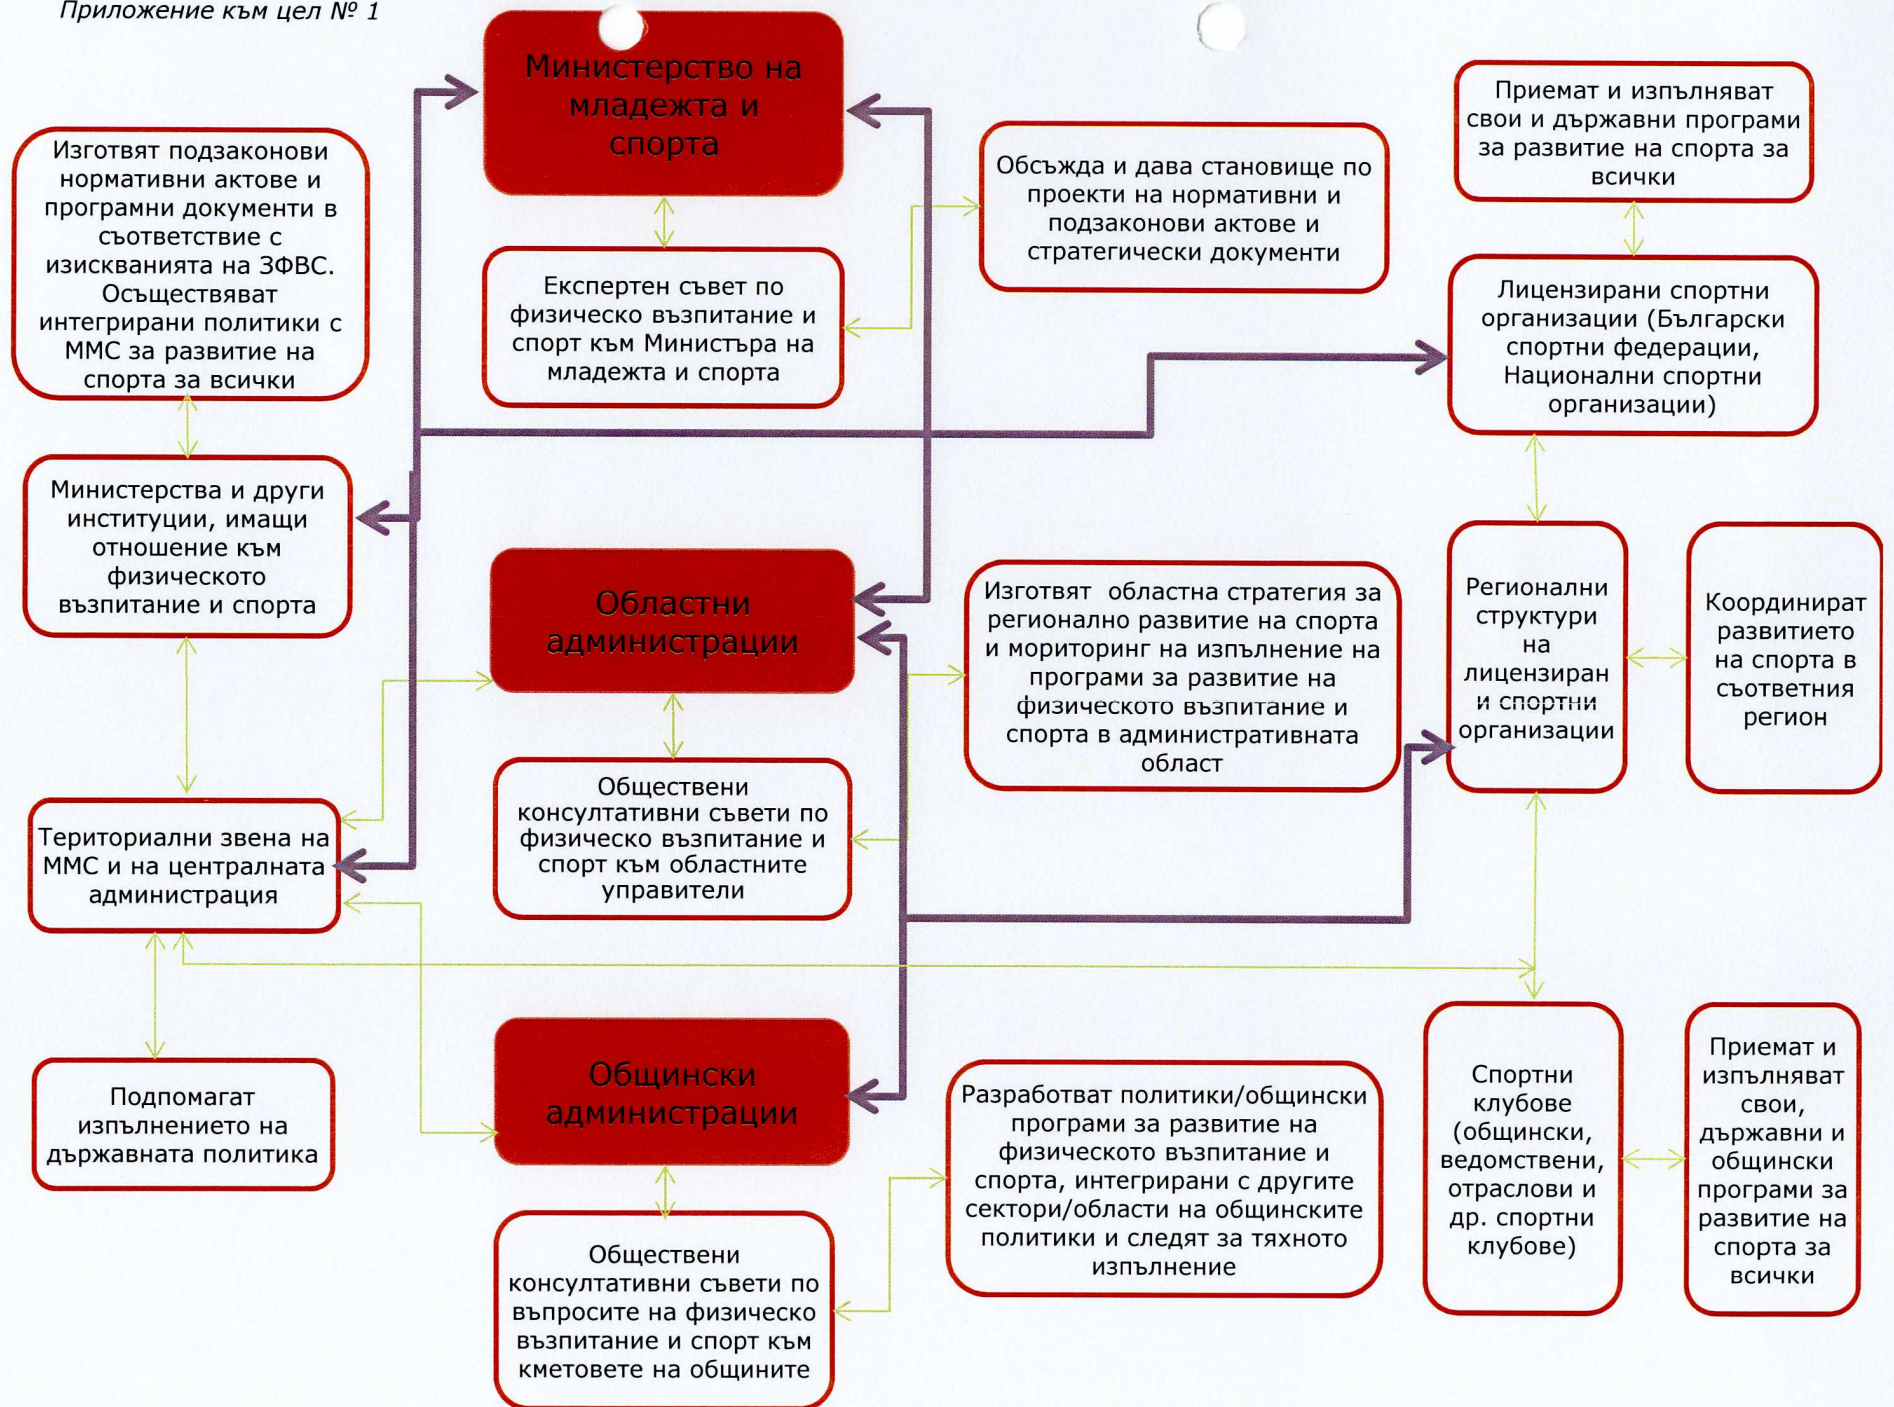 Приложение към цел № 1
Министерство на
младежта и
спорта
Приемат и изпълняват
свои и държавни програми
за развитие на спорта за
всички
Изготвят подзаконови
нормативни актове и
програмни документи в
съответствие с
изискванията на ЗФВС.
Осъществяват
интегрирани политики с
ММС за развитие на
спорта за всички
Обсъжда и дава становище по
проекти на нормативни и
подзаконови актове и
стратегически документи
Експертен съвет по
физическо възпитание и
спорт към Министъра на
младежта и спорта
Лицензирани спортни
организации (Български
спортни федерации,
Национални спортни
организации)
Министерства и други
институции, имащи
отношение към
физическото
възпитание и спорта
Областни
администрации
Изготвят областна стратегия за
регионално развитие на спорта
и мориторинг на изпълнение на
програми за развитие на
физическото възпитание и
спорта в административната
област
Регионални
структури
на
лицензиран
и спортни
организации
Координират
развитието
на спорта в
съответния
регион
Обществени
консултативни съвети по
физическо възпитание и
спорт към областните
управители
Териториални звена на
ММС и на централната
администрация
Общински
администрации
Подпомагат
изпълнението на
държавната политика
Разработват политики/общински
програми за развитие на
физическото възпитание и
спорта, интегрирани с другите
сектори/области на общинските
политики и следят за тяхното
изпълнение
Спортни
клубове
(общински,
ведомствени,
отраслови и
др. спортни
клубове)
Приемат и
изпълняват
свои,
държавни и
общински
програми за
развитие на
спорта за
всички
Обществени
консултативни съвети по
въпросите на физическо
възпитание и спорт към
кметовете на общините